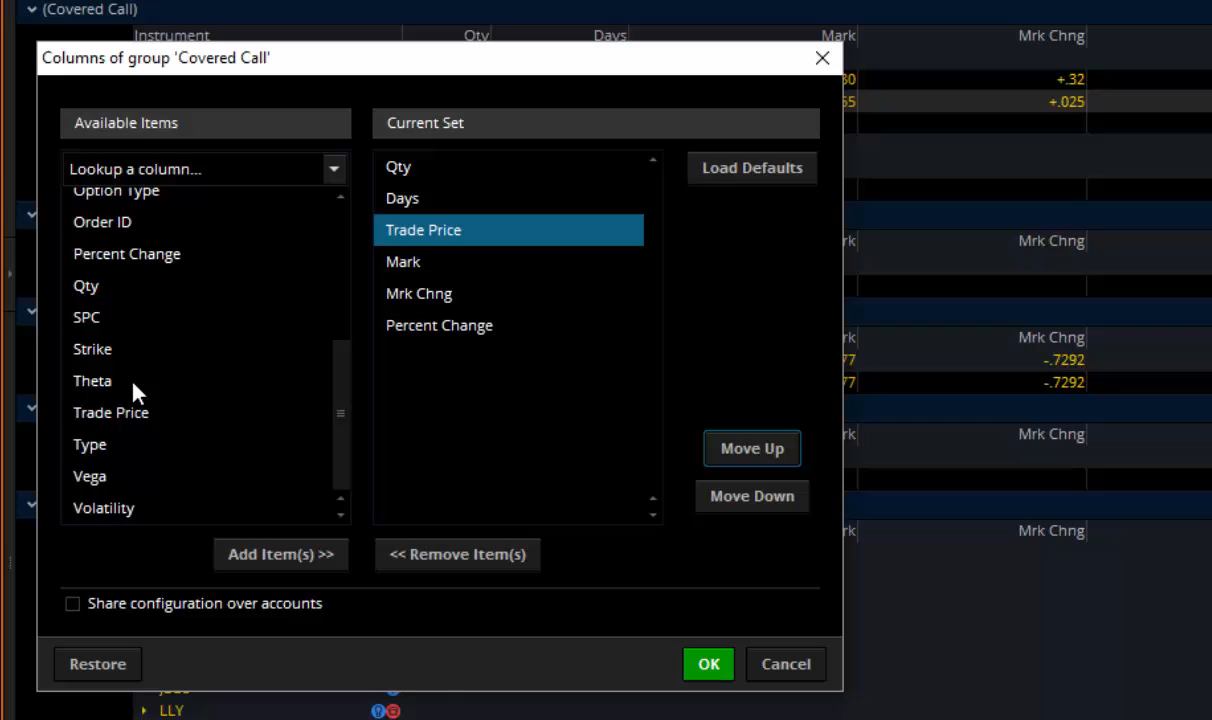 (Covered Call)
Instrument Qty Days Mark Mrk Chng
Columns of group 'Covered Call'
+.32
+.025
Available Items
Current Set
Lookup a column...
Option Type
Order ID
Percent Change
Qty
SPC
Strike
Theta
Trade Price
Type
Vega
Volatility
Qty
Days
Trade Price
Mark
Mrk Chng
Percent Change
Load Defaults
Move Up
Move Down
Add Item(s) >>
<< Remove Item(s)
Share configuration over accounts
Restore
OK
Cancel
Mrk Chng
Mrk Chng
77 -.7292
77 -.7292
Mrk Chng
Mrk Chng
LLY